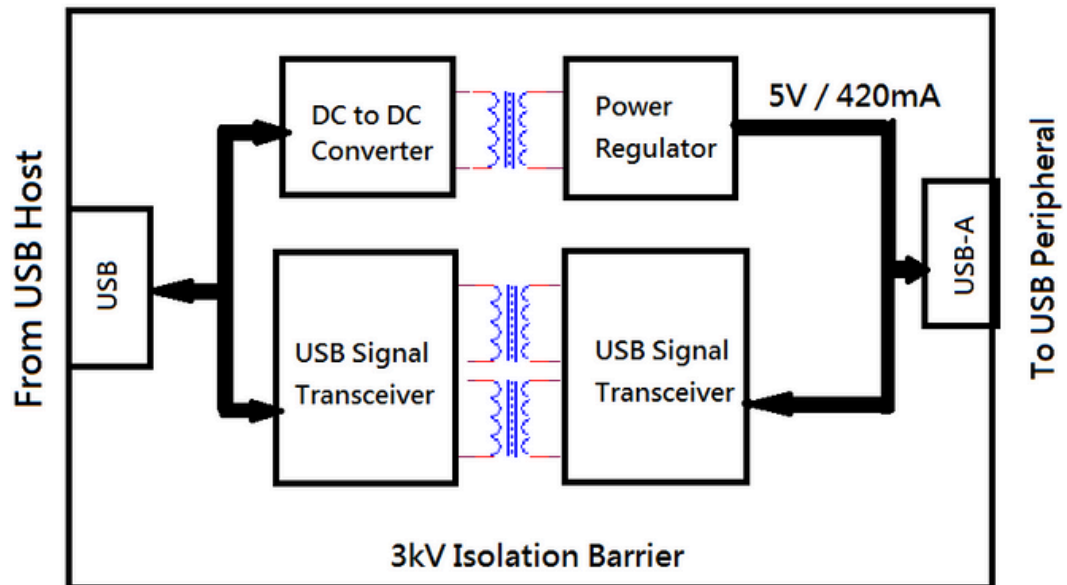 From USB Host
USB
DC to DC
Converter
Power
Regulator
5V / 420mA
USB Signal
Transceiver
USB Signal
Transceiver
USB-A
To USB Peripheral
3kV Isolation Barrier